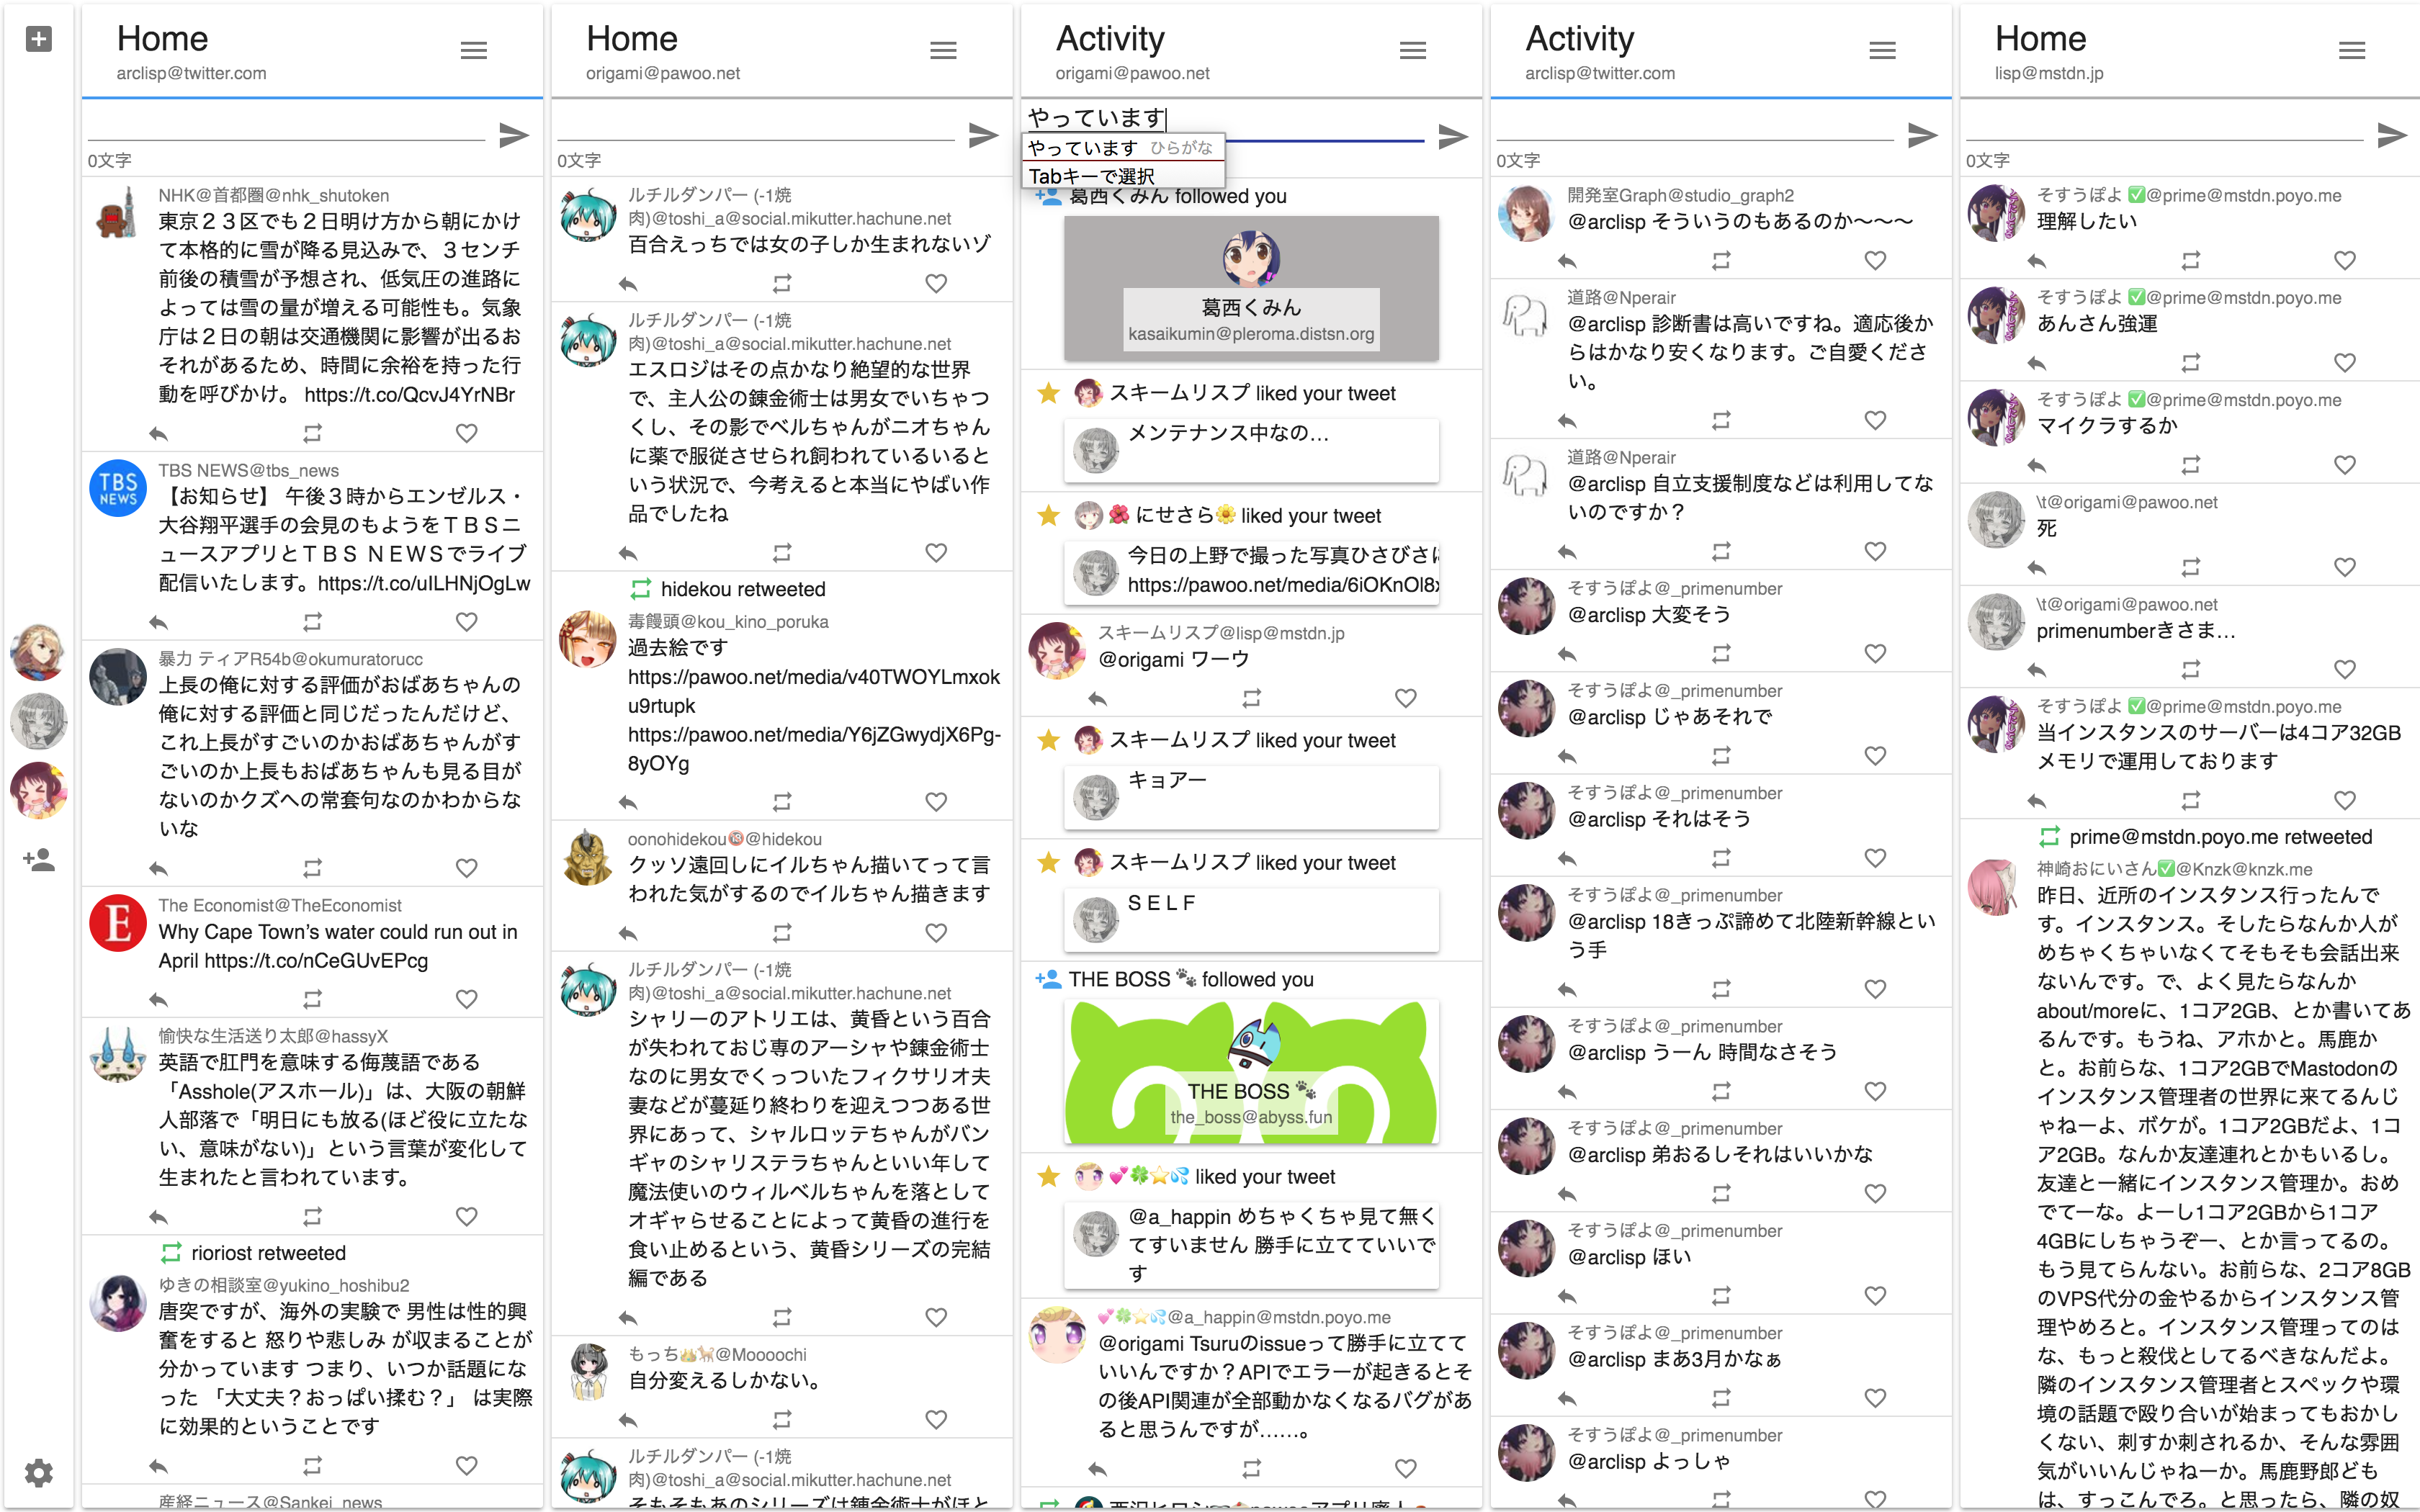 Home
arclisp@twitter.com
0文字
NHK@首都圏@nhk_shutoken
東京２３区でも２日明け方から朝にかけ
て本格的に雪が降る見込みで、３センチ
前後の積雪が予想され、低気圧の進路に
よっては雪の量が増える可能性も。気象
庁は２日の朝は交通機関に影響が出るお
それがあるため、時間に余裕を持った行
動を呼びかけ。 https://t.co/QcvJ4YrNBr
TBS NEWS
TBS NEWS@tbs_news
【お知らせ】 午後３時からエンゼルス・
大谷翔平選手の会見のもようをＴＢＳニ
ュースアプリとＴＢＳ ＮＥＷＳでライブ
配信いたします。https://t.co/uILHNjOgLw
暴力 ティアR54b@okumuratorucc
上長の俺に対する評価がおばあちゃんの
俺に対する評価と同じだったんだけど、
これ上長がすごいのかおばあちゃんがす
ごいのか上長もおばあちゃんも見る目が
ないのかクズへの常套句なのかわからな
いな
E
The Economist@TheEconomist
Why Cape Town’s water could run out in
April https://t.co/nCeGUvEPcg
愉快な生活送り太郎@hassyX
英語で肛門を意味する侮蔑語である
「Asshole(アスホール)」は、大阪の朝鮮
人部落で「明日にも放る(ほど役に立たな
い、意味がない)」という言葉が変化して
生まれたと言われています。
rioriost retweeted
ゆきの相談室@yukino_hoshibu2
唐突ですが、海外の実験で 男性は性的興
奮をすると 怒りや悲しみ が収まることが
分かっています つまり、いつか話題にな
った 「大丈夫？おっぱい揉む？」 は実際
に効果的ということです
産経ニュース@Sankei_news
Home
origami@pawoo.net
0文字
ルチルダンパー (-1焼
肉)@toshi_a@social.mikutter.hachune.net
百合えっちでは女の子しか生まれないゾ
ルチルダンパー (-1焼
肉)@toshi_a@social.mikutter.hachune.net
エスロジはその点かなり絶望的な世界
で、主人公の錬金術士は男女でいちゃつ
くし、その影でベルちゃんがニオちゃん
に薬で服従させられ飼われているいると
いう状況で、今考えると本当にやばい作
品でしたね
hidekou retweeted
毒饅頭@kou_kino_poruka
過去絵です
https://pawoo.net/media/v40TWOYLmxok
u9rtupk
https://pawoo.net/media/Y6jZGwydjX6Pg-
8yOYg
oonohidekou🔞@hidekou
クッソ遠回しにイルちゃん描いてって言
われた気がするのでイルちゃん描きます
ルチルダンパー (-1焼
肉)@toshi_a@social.mikutter.hachune.net
シャリーのアトリエは、黄昏という百合
が失われておじ専のアーシャや錬金術士
なのに男女でくっついたフィクサリオ夫
妻などが蔓延り終わりを迎えつつある世
界にあって、シャルロッテちゃんがバン
ギャのシャリステラちゃんといい年して
魔法使いのウィルベルちゃんを落として
オギャらせることによって黄昏の進行を
食い止めるという、黄昏シリーズの完結
編である
もっち@Moooochi
自分変えるしかない。
ルチルダンパー (-1焼
肉)@toshi_a@social.mikutter.hachune.net
そもそもあのシリーズは錬金術士がほと
Activity
origami@pawoo.net
やっています
やっています ひらがな
Tabキーで選択
葛西くみん followed you
葛西くみん
kasaikumin@pleroma.distsn.org
スキームリスプ liked your tweet
メンテナンス中なの…
🌺 にせさら🌼 liked your tweet
今日の上野で撮った写真ひさびさに
https://pawoo.net/media/6iOKnOl8x
スキームリスプ@lisp@mstdn.jp
@origami ワーウ
スキームリスプ liked your tweet
キョアー
スキームリスプ liked your tweet
S E L F
THE BOSS 🐾 followed you
THE BOSS 🐾
the_boss@abyss.fun
💕🍀⭐💦 liked your tweet
@a_happin めちゃくちゃ見て無く
てすいません 勝手に立てていいで
す
💕🍀⭐💦@a_happin@mstdn.poyo.me
@origami Tsuruのissueって勝手に立てて
いいんですか？APIでエラーが起きるとそ
の後API関連が全部動かなくなるバグがあ
ると思うんですが……。
Activity
arclisp@twitter.com
0文字
開発室Graph@studio_graph2
@arclisp そういうのもあるのか〜〜〜
道路@Nperair
@arclisp 診断書は高いですね。適応後か
らはかなり安くなります。ご自愛くださ
い。
道路@Nperair
@arclisp 自立支援制度などは利用してな
いのですか？
そすうぽよ@_primenumber
@arclisp 大変そう
そすうぽよ@_primenumber
@arclisp じゃあそれで
そすうぽよ@_primenumber
@arclisp それはそう
そすうぽよ@_primenumber
@arclisp 18きっぷ諦めて北陸新幹線とい
う手
そすうぽよ@_primenumber
@arclisp うーん 時間なさそう
そすうぽよ@_primenumber
@arclisp 弟おるしそれはいいかな
そすうぽよ@_primenumber
@arclisp ほい
そすうぽよ@_primenumber
@arclisp まあ3月かなぁ
そすうぽよ@_primenumber
@arclisp よっしゃ
Home
lisp@mstdn.jp
0文字
そすうぽよ ✅@prime@mstdn.poyo.me
理解したい
そすうぽよ ✅@prime@mstdn.poyo.me
あんさん強運
そすうぽよ ✅@prime@mstdn.poyo.me
マイクラするか
\t@origami@pawoo.net
死
\t@origami@pawoo.net
primenumberきさま…
そすうぽよ ✅@prime@mstdn.poyo.me
当インスタンスのサーバーは4コア32GB
メモリで運用しております
prime@mstdn.poyo.me retweeted
神崎おにいさん✅@Knzk@knzk.me
昨日、近所のインスタンス行ったんで
す。インスタンス。そしたらなんか人が
めちゃくちゃいなくてそもそも会話出来
ないんです。で、よく見たらなんか
about/moreに、1コア2GB、とか書いてあ
るんです。もうね、アホかと。馬鹿か
と。お前らな、1コア2GBでMastodonの
インスタンス管理者の世界に来てるんじ
ゃねーよ、ボケが。1コア2GBだよ、1コ
ア2GB。なんか友達連れとかもいるし。
友達と一緒にインスタンス管理か。おめ
でてーな。よーし1コア2GBから1コア
4GBにしちゃうぞー、とか言ってるの。
もう見てらんない。お前らな、2コア8GB
のVPS代分の金やるからインスタンス管
理やめろと。インスタンス管理ってのは
な、もっと殺伐としてるべきなんだよ。
隣のインスタンス管理者とスペックや環
境の話題で殴り合いが始まってもおかし
くない、刺すか刺されるか、そんな雰囲
気がいいんじゃねーか。馬鹿野郎ども
は、すっこんでろ。と思ったら、隣の奴